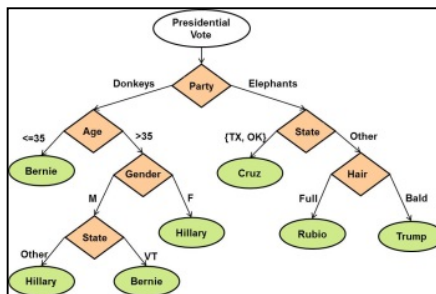 Presidential
Vote
Donkeys
Party
Elephants
<=35
Age
>35
{TX, OK}
State
Other
Bernie
Gender
Cruz
Hair
M
F
Full
Bald
State
Hillary
Rubio
Trump
Other
VT
Hillary
Bernie